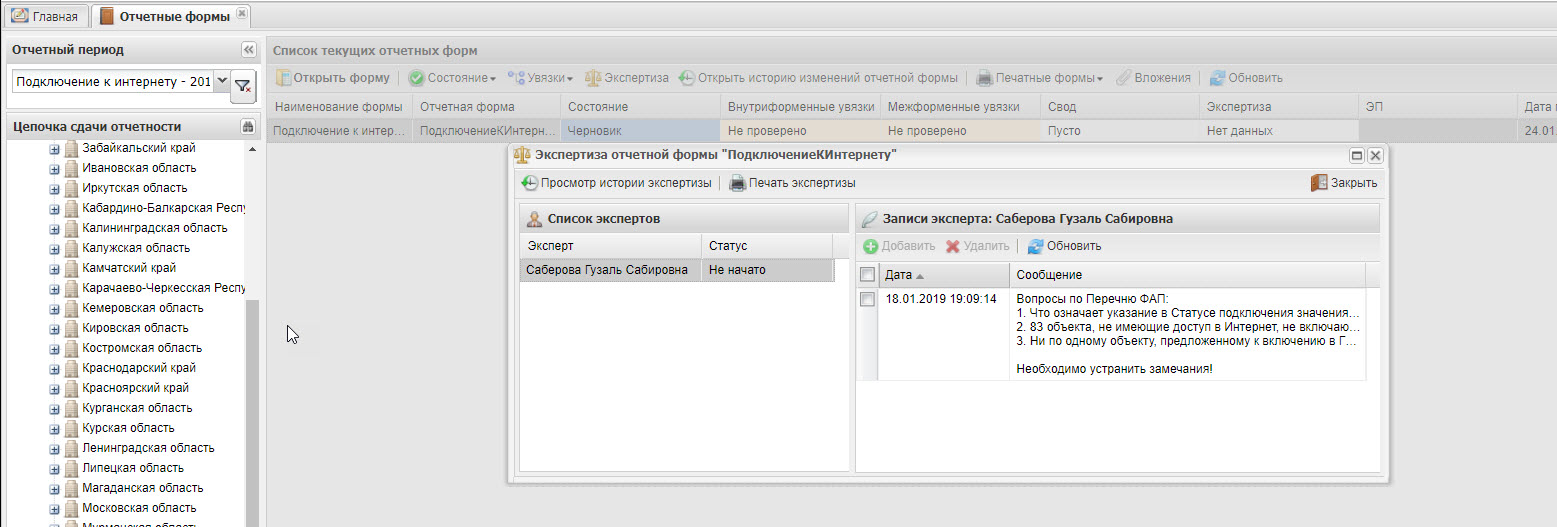 Главная
Отчетные формы
Отчетный период
Подключение к интернету - 201
Цепочка сдачи отчетности
Забайкальский край
Ивановская область
Иркутская область
Кабардино-Балкарская Респу
Калининградская область
Калужская область
Камчатский край
Карачаево-Черкесская Респу
Кемеровская область
Кировская область
Костромская область
Краснодарский край
Красноярский край
Курганская область
Курская область
Ленинградская область
Липецкая область
Магаданская область
Московская область
Мурманская область
Список текущих отчетных форм
Открыть форму Состояние Увязки Экспертиза Открыть историю изменений отчетной формы Печатные формы Вложения Обновить
Наименование формы Отчетная форма Состояние Внутриформенные увязки Межформенные увязки Свод Экспертиза ЭП Дата
Подключение к интер... ПодключениеКИнтерн... Черновик Не проверено Не проверено Пусто Нет данных 24.01.
Экспертиза отчетной формы "ПодключениеКИнтернету"
Просмотр истории экспертизы Печать экспертизы Закрыть
Список экспертов
Эксперт Статус
Саберова Гузаль Сабировна Не начато
Записи эксперта: Саберова Гузаль Сабировна
Добавить Удалить Обновить
Дата Сообщение
18.01.2019 19:09:14 Вопросы по Перечню ФАП:
1. Что означает указание в Статусе подключения значения...
2. 83 объекта, не имеющие доступ в Интернет, не включаю...
3. Ни по одному объекту, предложенному к включению в Г...
Необходимо устранить замечания!